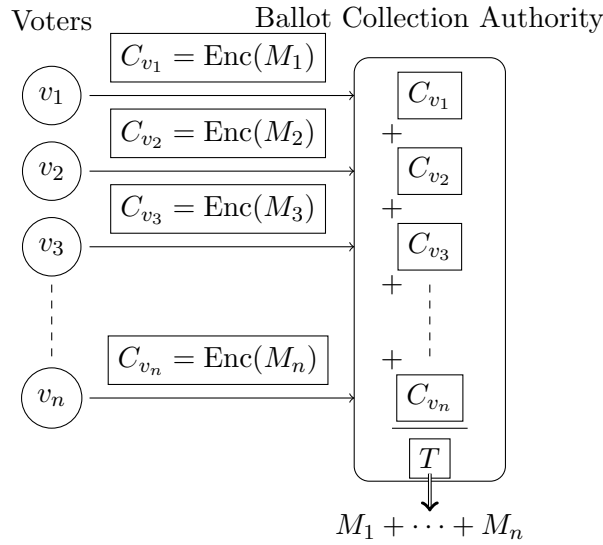 Voters Ballot Collection Authority
C_{v_1} = Enc(M_1)
v_1 C_{v_1}
+
C_{v_2} = Enc(M_2)
v_2 C_{v_2}
+
C_{v_3} = Enc(M_3)
v_3 C_{v_3}
+
C_{v_n} = Enc(M_n)
+
v_n C_{v_n}
T
M_1 + ⋯ + M_n